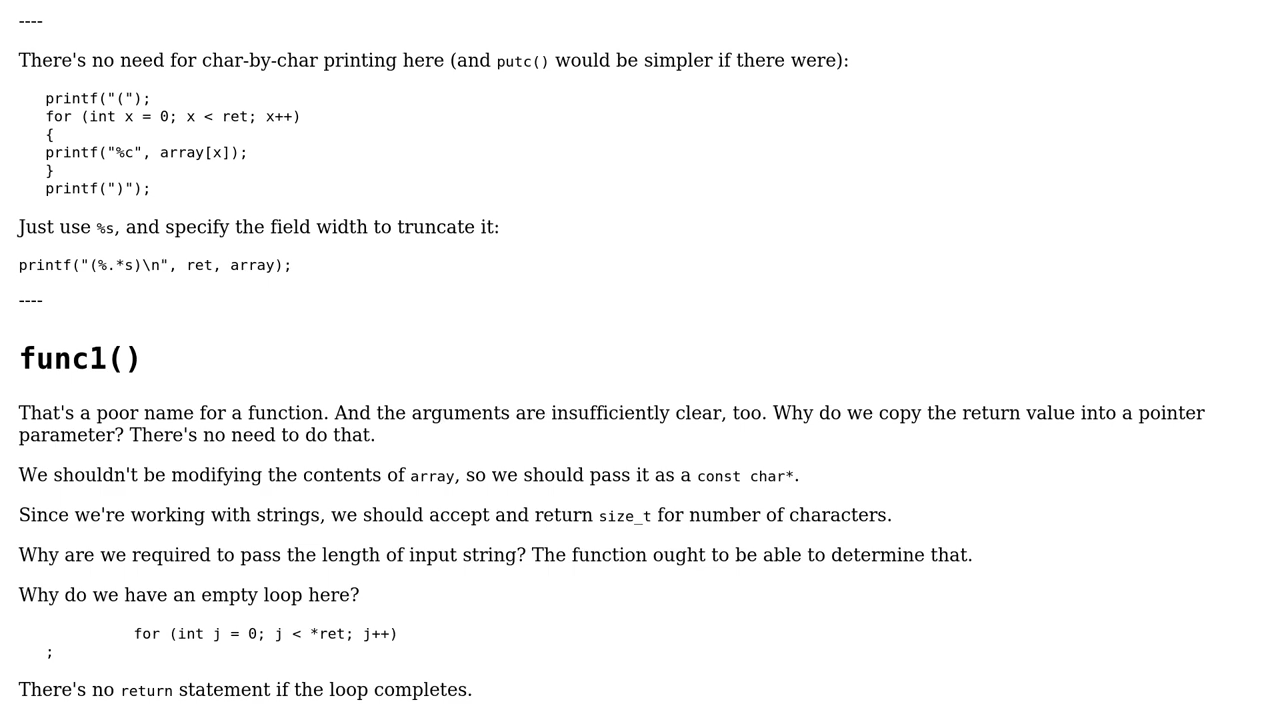 ----
There's no need for char-by-char printing here (and putc() would be simpler if there were):
printf("(");
for (int x = 0; x < ret; x++)
{
printf("%c", array[x]);
}
printf(")");
Just use %s, and specify the field width to truncate it:
printf("(%.*s)\n", ret, array);
----
func1()
That's a poor name for a function. And the arguments are insufficiently clear, too. Why do we copy the return value into a pointer
parameter? There's no need to do that.
We shouldn't be modifying the contents of array, so we should pass it as a const char*.
Since we're working with strings, we should accept and return size_t for number of characters.
Why are we required to pass the length of input string? The function ought to be able to determine that.
Why do we have an empty loop here?
for (int j = 0; j < *ret; j++)
;
There's no return statement if the loop completes.